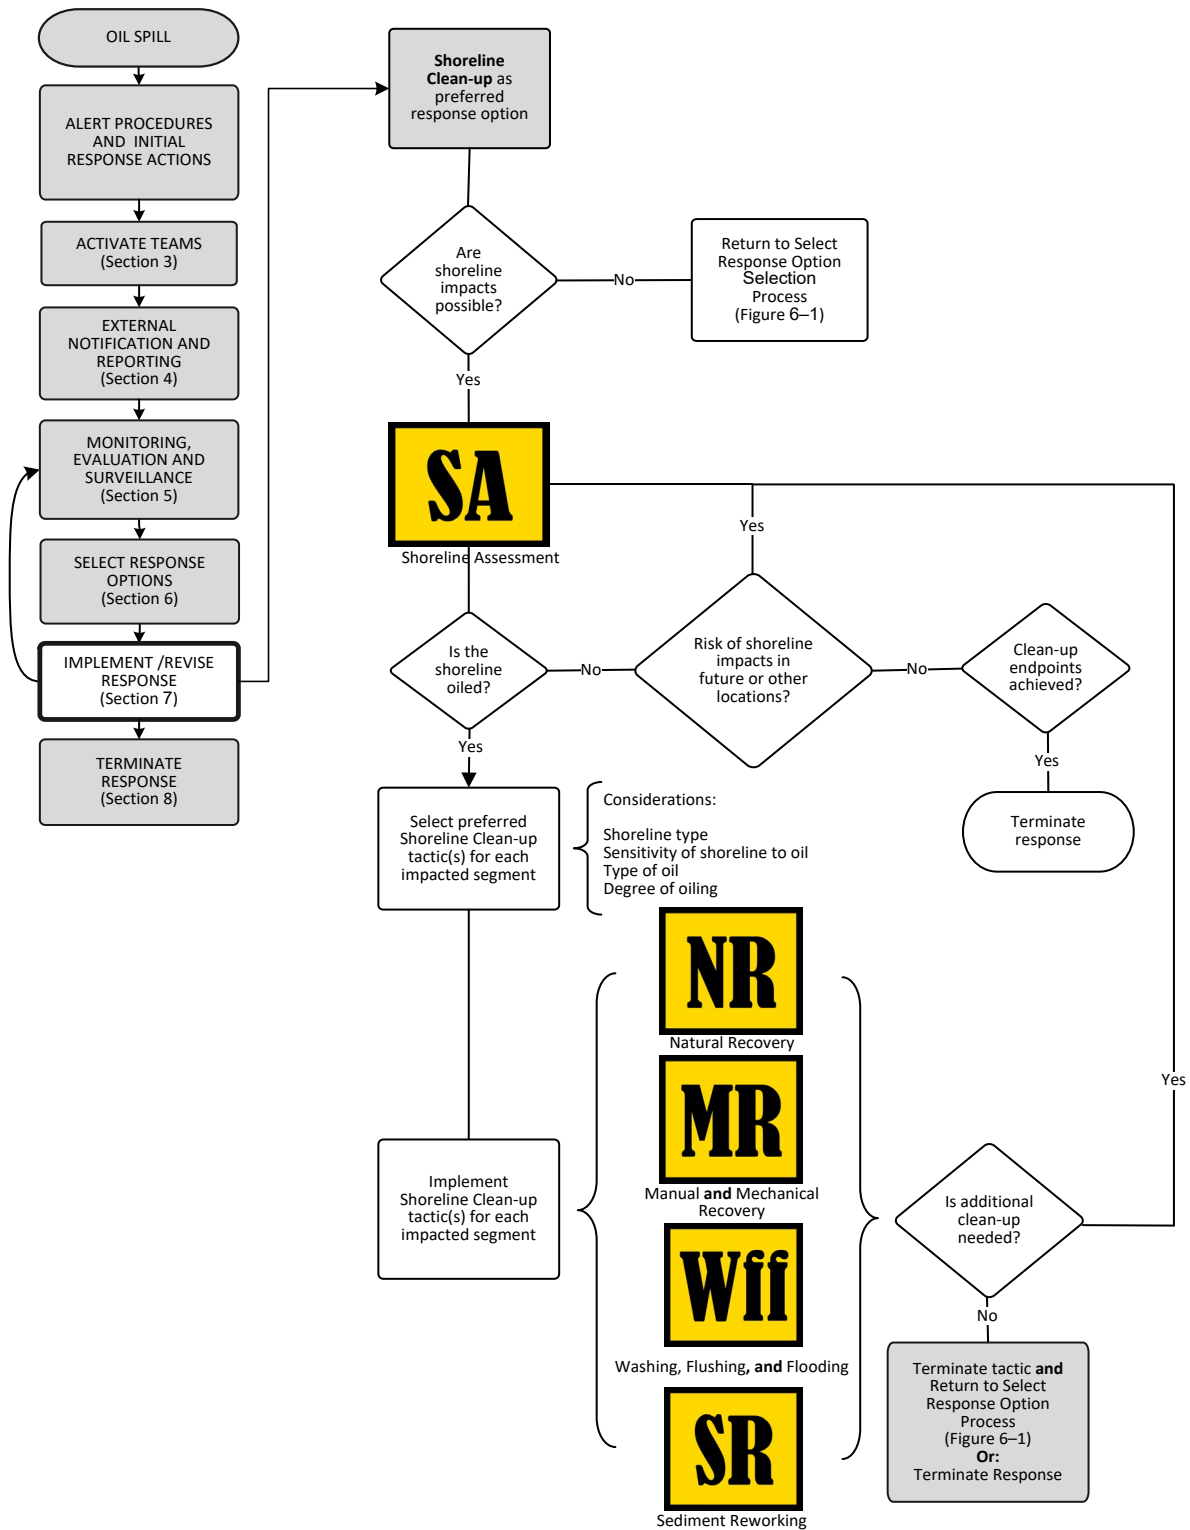 OIL SPILL
ALERT PROCEDURES
AND INITIAL
RESPONSE ACTIONS
ACTIVATE TEAMS
(Section 3)
EXTERNAL
NOTIFICATION AND
REPORTING
(Section 4)
MONITORING,
EVALUATION AND
SURVEILLANCE
(Section 5)
SELECT RESPONSE
OPTIONS
(Section 6)
IMPLEMENT /REVISE
RESPONSE
(Section 7)
TERMINATE
RESPONSE
(Section 8)
Shoreline
Clean-up as
preferred
response option
Are
shoreline
impacts
possible?
No
Return to Select
Response Option
Selection
Process
(Figure 6–1)
Yes
SA
Shoreline Assessment
Yes
Is the
shoreline
oiled?
No
Risk of shoreline
impacts in
future or other
locations?
No
Clean-up
endpoints
achieved?
Yes
Yes
Terminate
response
Select preferred
Shoreline Clean-up
tactic(s) for each
impacted segment
Considerations:
Shoreline type
Sensitivity of shoreline to oil
Type of oil
Degree of oiling
NR
Natural Recovery
MR
Manual and Mechanical
Recovery
Wff
Washing, Flushing, and Flooding
SR
Sediment Reworking
Implement
Shoreline Clean-up
tactic(s) for each
impacted segment
Yes
Is additional
clean-up
needed?
No
Terminate tactic and
Return to Select
Response Option
Process
(Figure 6–1)
Or:
Terminate Response